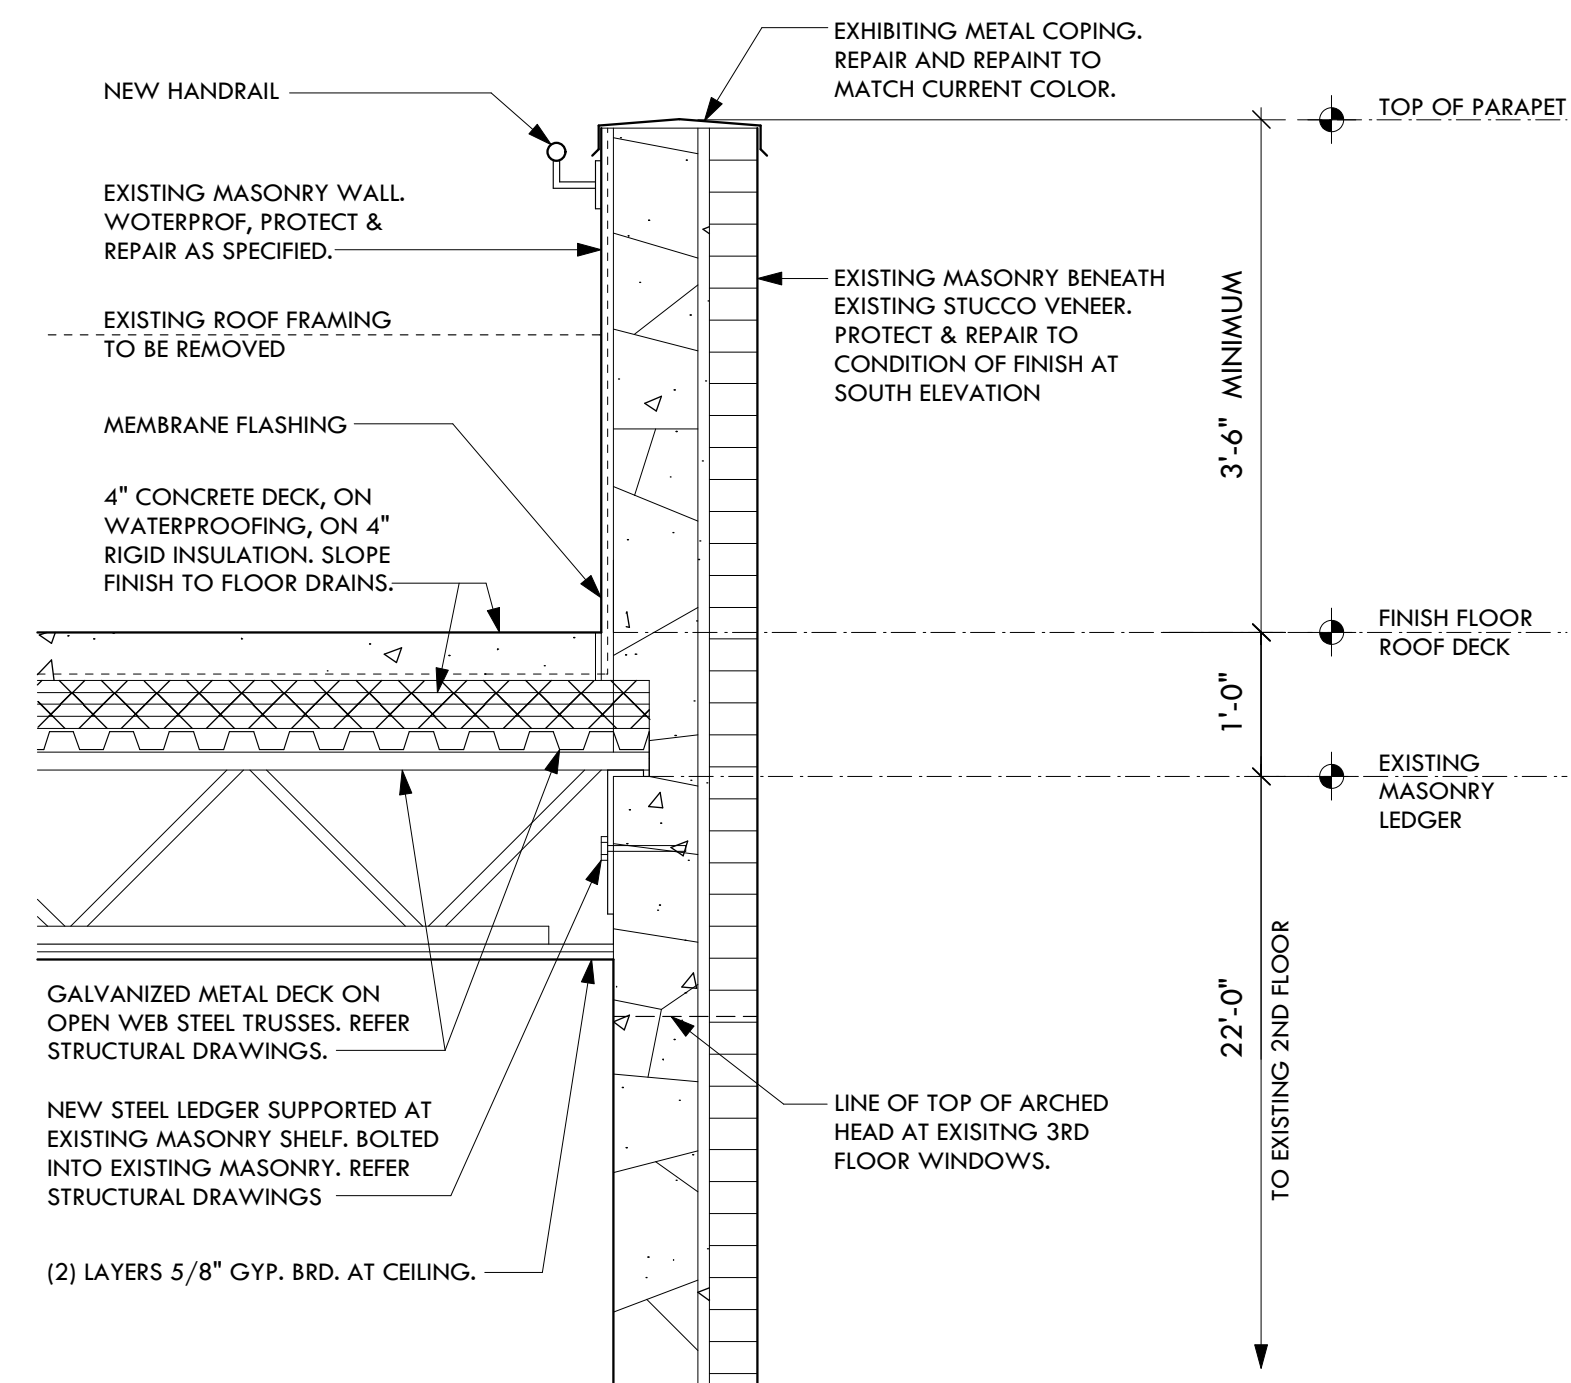 EXHIBITING METAL COPING.
REPAIR AND REPAINT TO
MATCH CURRENT COLOR.
NEW HANDRAIL
TOP OF PARAPET
EXISTING MASONRY WALL.
WOTERPROF, PROTECT &
REPAIR AS SPECIFIED.
EXISTING MASONRY BENEATH
EXISTING STUCCO VENEER.
PROTECT & REPAIR TO
CONDITION OF FINISH AT
SOUTH ELEVATION
3'-6" MINIMUM
EXISTING ROOF FRAMING
TO BE REMOVED
MEMBRANE FLASHING
4" CONCRETE DECK, ON
WATERPROOFING, ON 4"
RIGID INSULATION. SLOPE
FINISH TO FLOOR DRAINS.
FINISH FLOOR
ROOF DECK
1'-0"
EXISTING
MASONRY
LEDGER
GALVANIZED METAL DECK ON
OPEN WEB STEEL TRUSSES. REFER
STRUCTURAL DRAWINGS.
22'-0"
TO EXISTING 2ND FLOOR
NEW STEEL LEDGER SUPPORTED AT
EXISTING MASONRY SHELF. BOLTED
INTO EXISTING MASONRY. REFER
STRUCTURAL DRAWINGS
LINE OF TOP OF ARCHED
HEAD AT EXISITNG 3RD
FLOOR WINDOWS.
(2) LAYERS 5/8" GYP. BRD. AT CEILING.